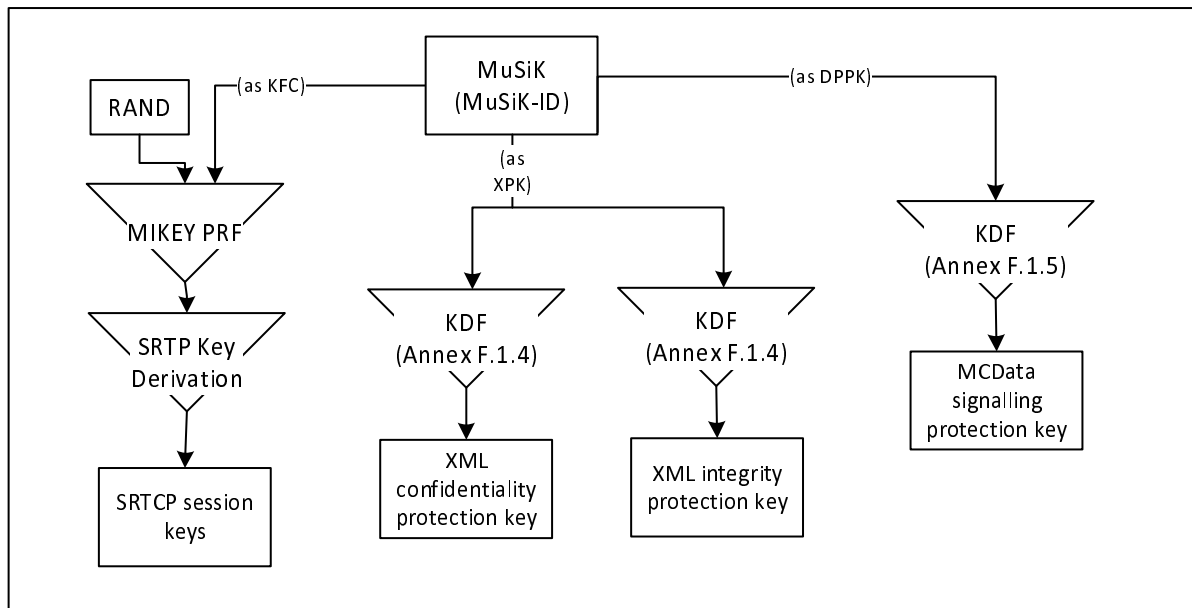 MuSiK
(MuSiK-ID)
(as KFC)
(as DPPK)
RAND
(as
XPK)
MIKEY PRF
KDF
(Annex F.1.5)
SRTP Key
Derivation
KDF
(Annex F.1.4)
KDF
(Annex F.1.4)
MCData
signalling
protection key
SRTCP session
keys
XML
confidentiality
protection key
XML integrity
protection key